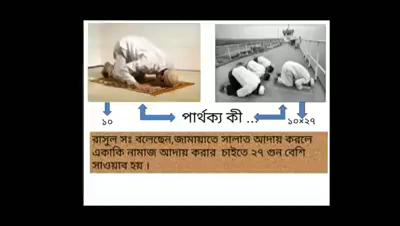 পার্থক্য কী ...
১০
১০×২৭
রাসুল সঃ বলেছেন,জামায়াতে সালাত আদায় করলে
একাকি নামাজ আদায় করার চাইতে ২৭ গুন বেশি
সাওয়াব হয় ।